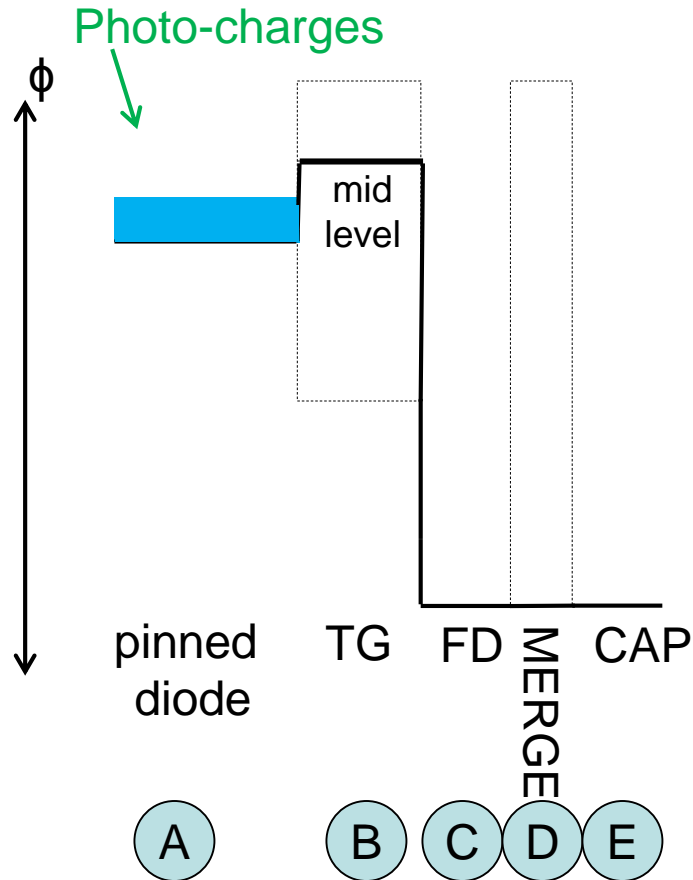 Photo-charges
ϕ
mid
level
pinned
diode
TG
FD
MERGE
CAP
A
B
C
D
E